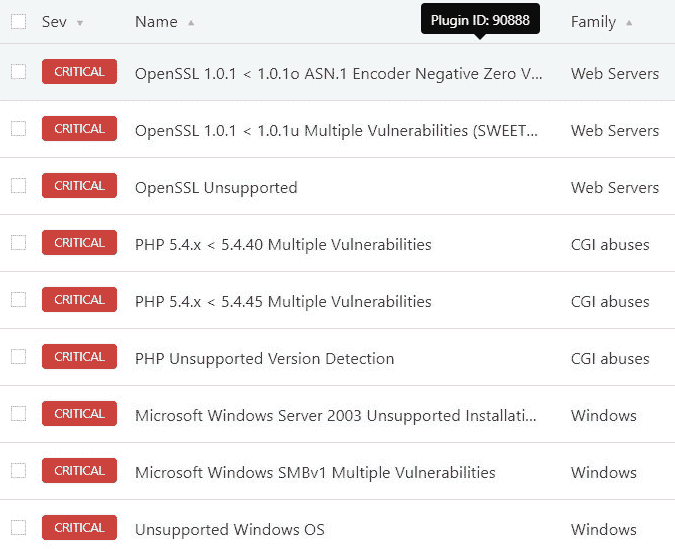 Plugin ID: 90888
Sev Name Family
CRITICAL OpenSSL 1.0.1 < 1.0.1o ASN.1 Encoder Negative Zero V... Web Servers
CRITICAL OpenSSL 1.0.1 < 1.0.1u Multiple Vulnerabilities (SWEET... Web Servers
CRITICAL OpenSSL Unsupported Web Servers
CRITICAL PHP 5.4.x < 5.4.40 Multiple Vulnerabilities CGI abuses
CRITICAL PHP 5.4.x < 5.4.45 Multiple Vulnerabilities CGI abuses
CRITICAL PHP Unsupported Version Detection CGI abuses
CRITICAL Microsoft Windows Server 2003 Unsupported Installati... Windows
CRITICAL Microsoft Windows SMBv1 Multiple Vulnerabilities Windows
CRITICAL Unsupported Windows OS Windows